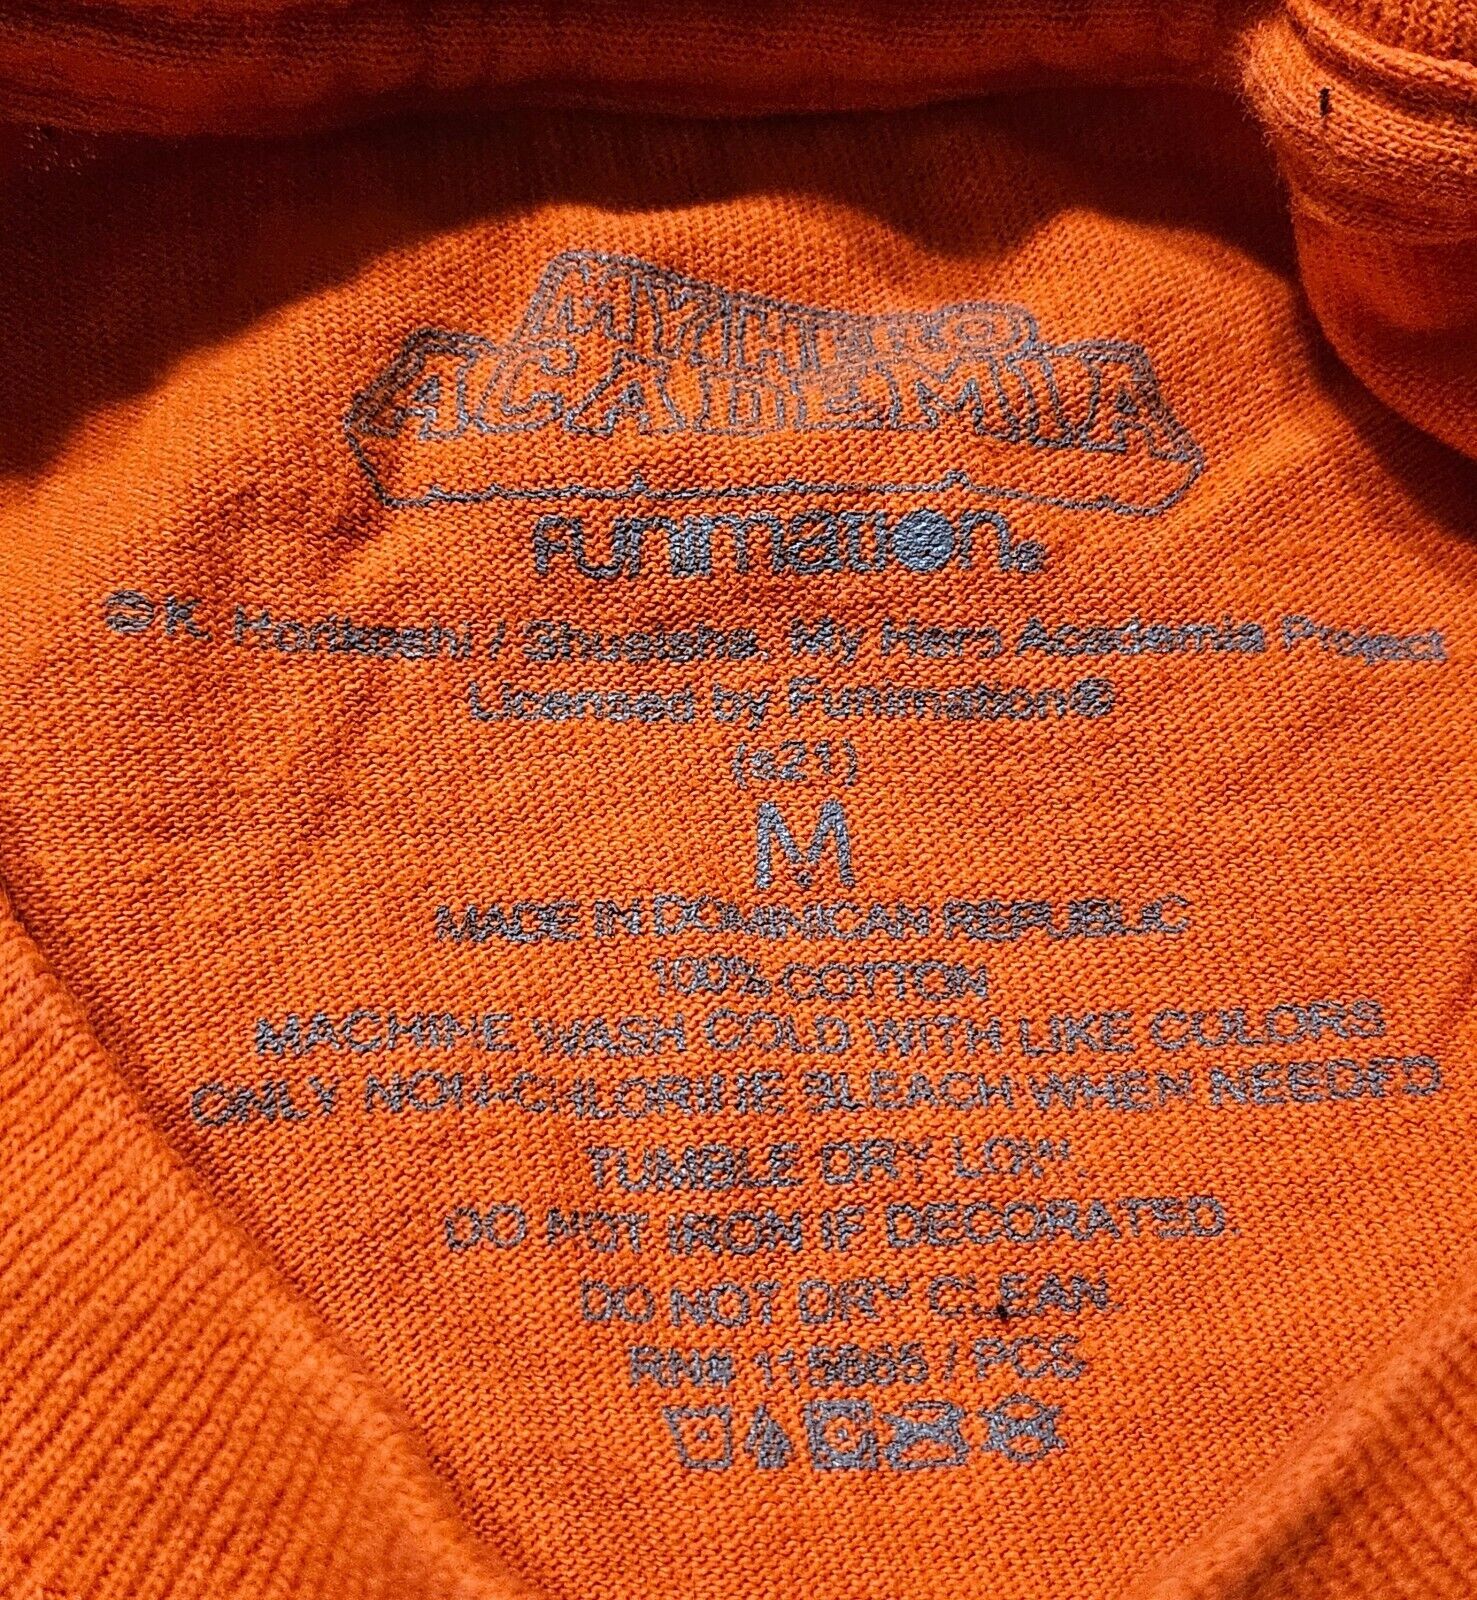 MY HERO
ACADEMIA
FUNIMATION®
©K. Horikoshi / Shueisha, My Hero Academia Project
Licensed by Funimation®
(s21)
M
MADE IN DOMINICAN REPUBLIC
100% COTTON
MACHINE WASH COLD WITH LIKE COLORS
ONLY NON-CHLORINE BLEACH WHEN NEEDED
TUMBLE DRY LOW.
DO NOT IRON IF DECORATED.
DO NOT DRY CLEAN.
RN# 115865 / PCS